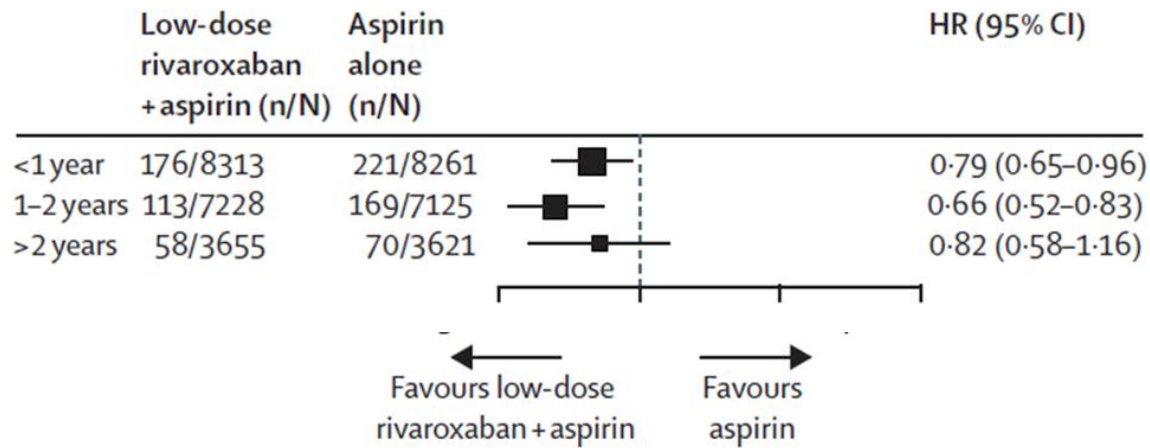 Low-dose Aspirin HR (95% CI)
rivaroxaban alone
+ aspirin (n/N) (n/N)
<1 year 176/8313 221/8261 0·79 (0·65–0·96)
1–2 years 113/7228 169/7125 0·66 (0·52–0·83)
>2 years 58/3655 70/3621 0·82 (0·58–1·16)
Favours low-dose Favours
rivaroxaban + aspirin aspirin